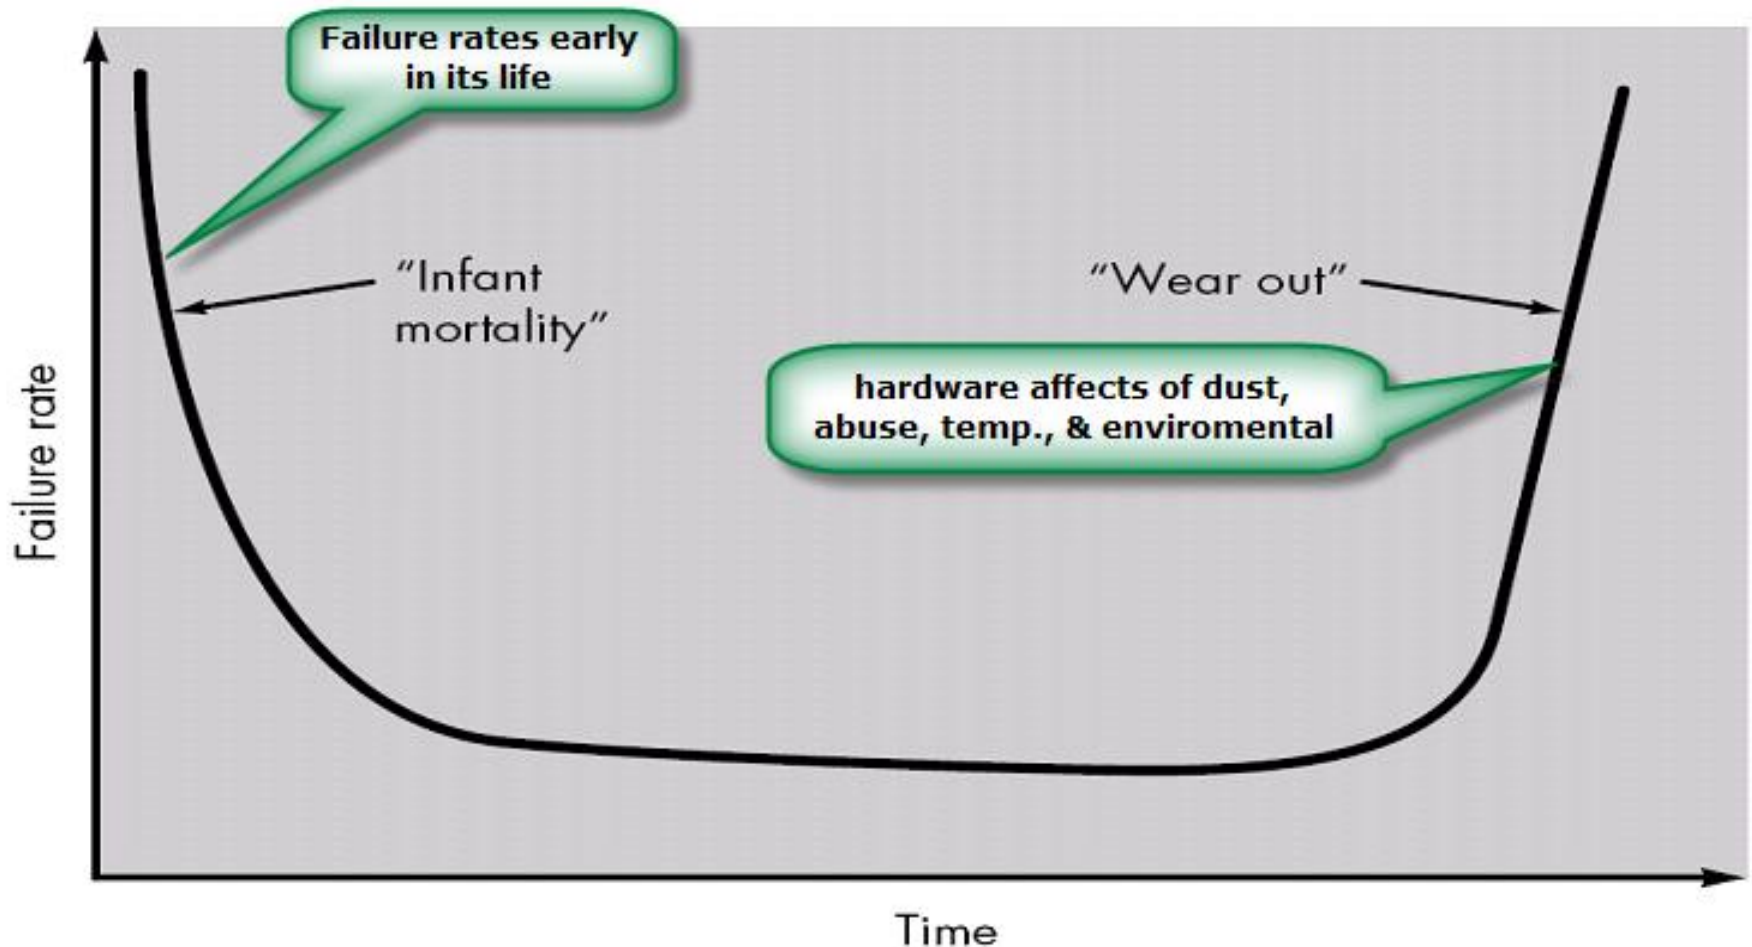 Failure rates early
in its life
“Infant
mortality”
“Wear out”
hardware affects of dust,
abuse, temp., & enviromental
Failure rate
Time